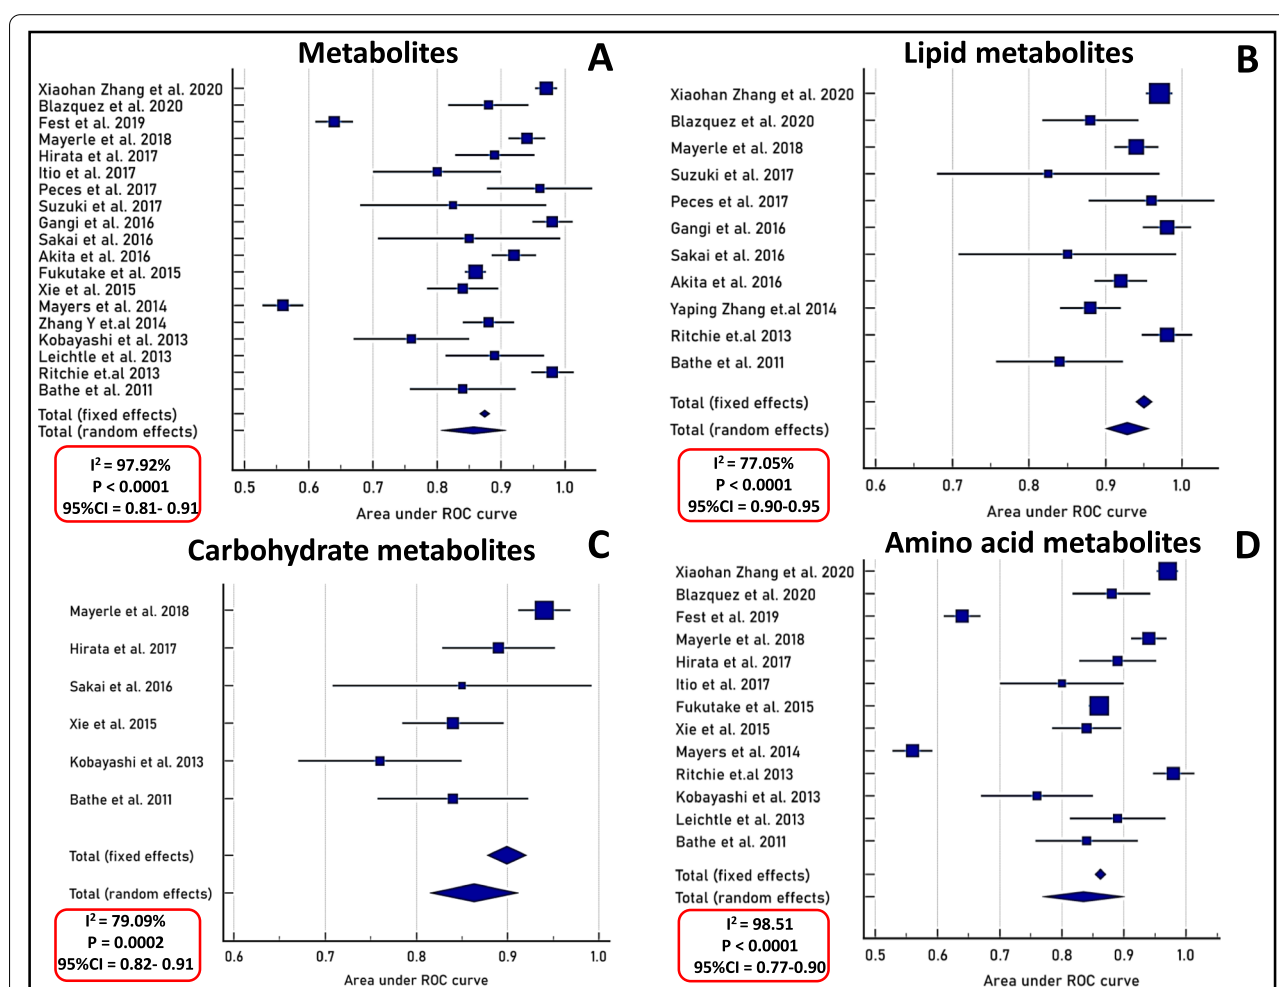 Metabolites
A
Xiaohan Zhang et al. 2020
Blazquez et al. 2020
Fest et al. 2019
Mayerle et al. 2018
Hirata et al. 2017
Itio et al. 2017
Peces et al. 2017
Suzuki et al. 2017
Gangi et al. 2016
Sakai et al. 2016
Akita et al. 2016
Fukutake et al. 2015
Xie et al. 2015
Mayers et al. 2014
Zhang Y et.al 2014
Kobayashi et al. 2013
Leichtle et al. 2013
Ritchie et.al 2013
Bathe et al. 2011
Total (fixed effects)
Total (random effects)
I² = 97.92%
P < 0.0001
95%CI = 0.81- 0.91
0.5 0.6 0.7 0.8 0.9 1.0
Area under ROC curve
Lipid metabolites
B
Xiaohan Zhang et al. 2020
Blazquez et al. 2020
Mayerle et al. 2018
Suzuki et al. 2017
Peces et al. 2017
Gangi et al. 2016
Sakai et al. 2016
Akita et al. 2016
Yaping Zhang et.al 2014
Ritchie et.al 2013
Bathe et al. 2011
Total (fixed effects)
Total (random effects)
I² = 77.05%
P < 0.0001
95%CI = 0.90-0.95
0.6 0.7 0.8 0.9 1.0
Area under ROC curve
Carbohydrate metabolites
C
Mayerle et al. 2018
Hirata et al. 2017
Sakai et al. 2016
Xie et al. 2015
Kobayashi et al. 2013
Bathe et al. 2011
Total (fixed effects)
Total (random effects)
I² = 79.09%
P = 0.0002
95%CI = 0.82- 0.91
0.6 0.7 0.8 0.9 1.0
Area under ROC curve
Amino acid metabolites
D
Xiaohan Zhang et al. 2020
Blazquez et al. 2020
Fest et al. 2019
Mayerle et al. 2018
Hirata et al. 2017
Itio et al. 2017
Fukutake et al. 2015
Xie et al. 2015
Mayers et al. 2014
Ritchie et.al 2013
Kobayashi et al. 2013
Leichtle et al. 2013
Bathe et al. 2011
Total (fixed effects)
Total (random effects)
I² = 98.51
P < 0.0001
95%CI = 0.77-0.90
0.5 0.6 0.7 0.8 0.9 1.0
Area under ROC curve